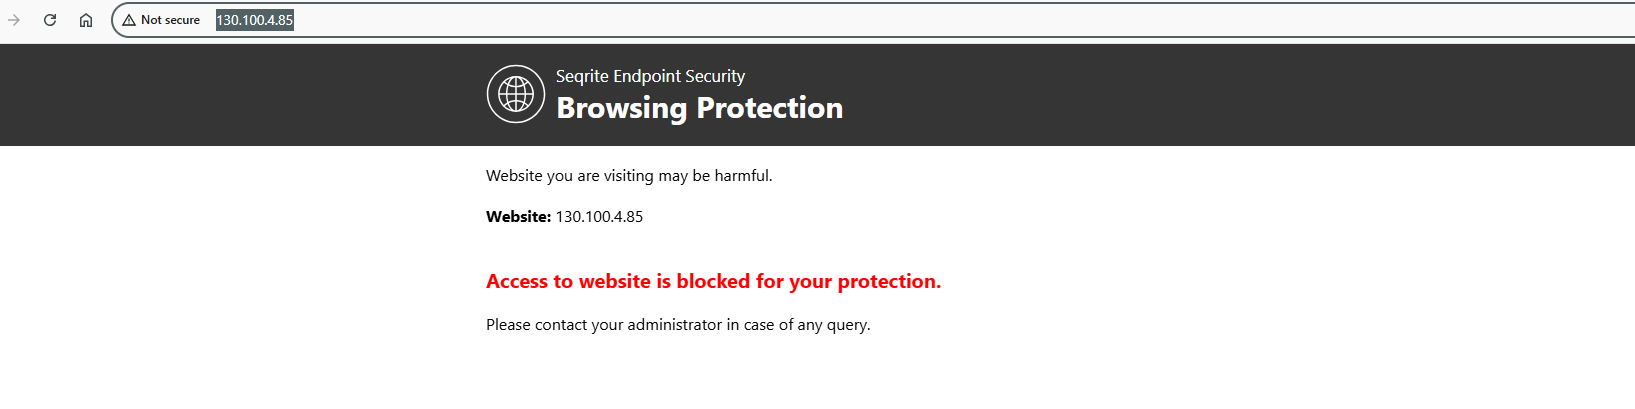 Not secure 130.100.4.85
Seqrite Endpoint Security
Browsing Protection
Website you are visiting may be harmful.
Website: 130.100.4.85
Access to website is blocked for your protection.
Please contact your administrator in case of any query.